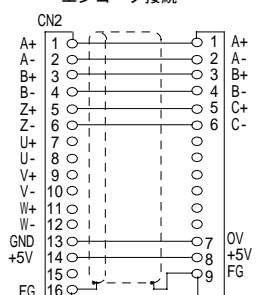 エンコーダ接続
CN2
A+ 1 1 A+
A- 2 2 A-
B+ 3 3 B+
B- 4 4 B-
Z+ 5 5 C+
Z- 6 6 C-
U+ 7
U- 8
V+ 9
V- 10
W+ 11
W- 12
GND 13 7 0V
+5V 14 8 +5V
15 9 FG
FG 16